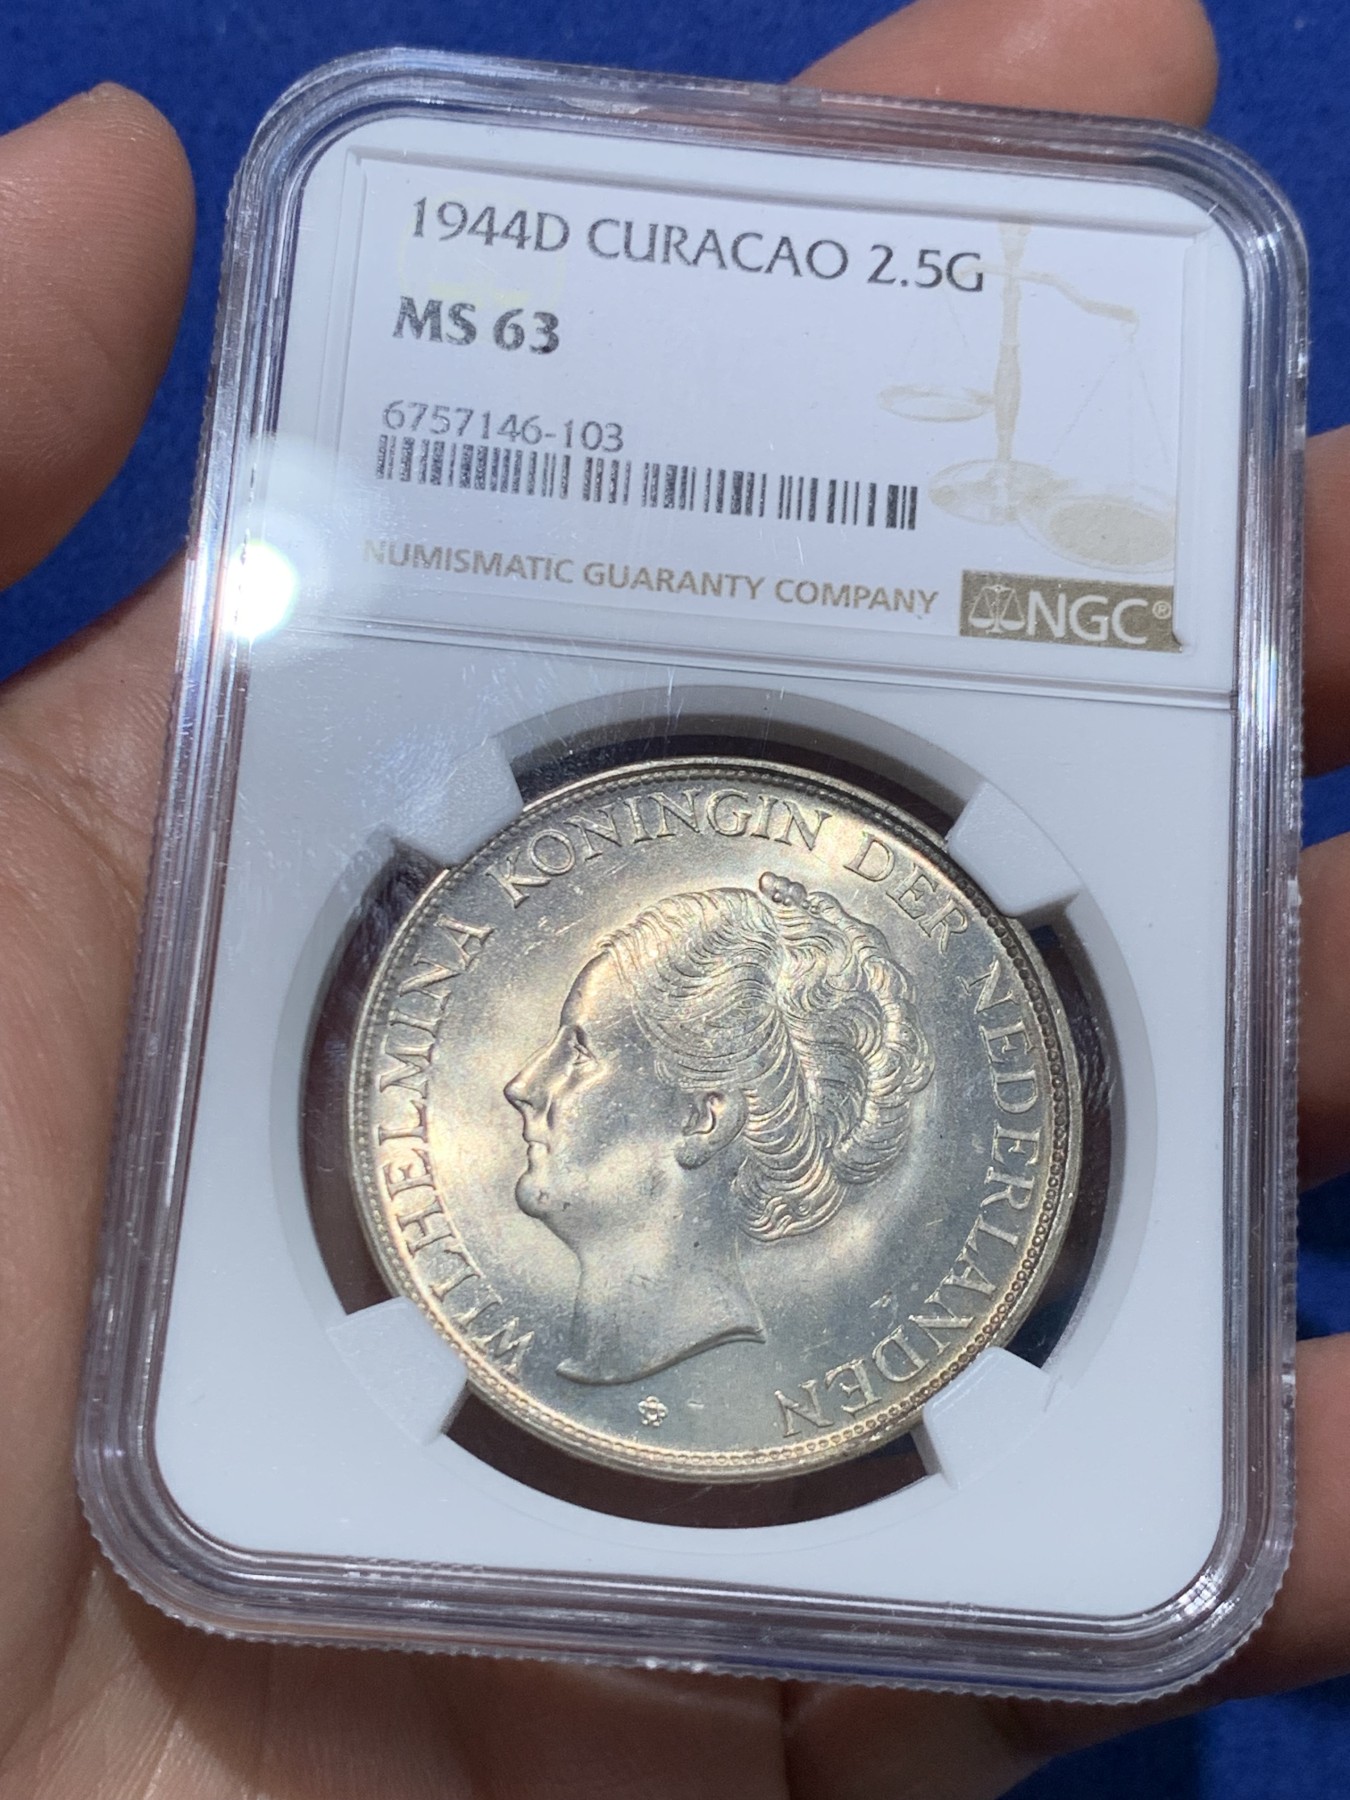 1944D CURACAO 2.5G
MS 63
6757146-103
NUMISMATIC GUARANTY COMPANY
NGC®
WILHELMINA KONINGIN DER NEDERLANDEN